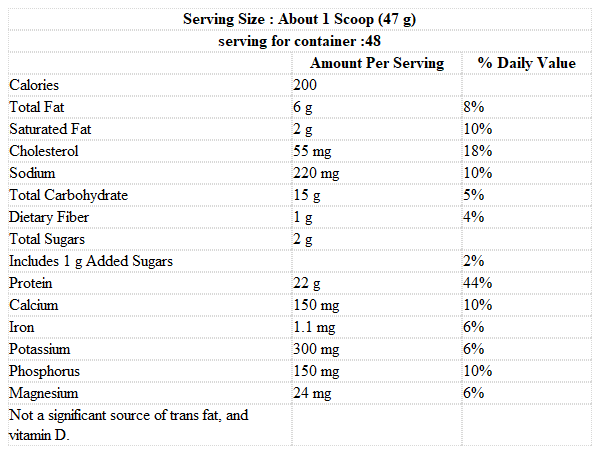 Serving Size : About 1 Scoop (47 g)
serving for container :48
Amount Per Serving % Daily Value
Calories 200
Total Fat 6 g 8%
Saturated Fat 2 g 10%
Cholesterol 55 mg 18%
Sodium 220 mg 10%
Total Carbohydrate 15 g 5%
Dietary Fiber 1 g 4%
Total Sugars 2 g
Includes 1 g Added Sugars 2%
Protein 22 g 44%
Calcium 150 mg 10%
Iron 1.1 mg 6%
Potassium 300 mg 6%
Phosphorus 150 mg 10%
Magnesium 24 mg 6%
Not a significant source of trans fat, and
vitamin D.